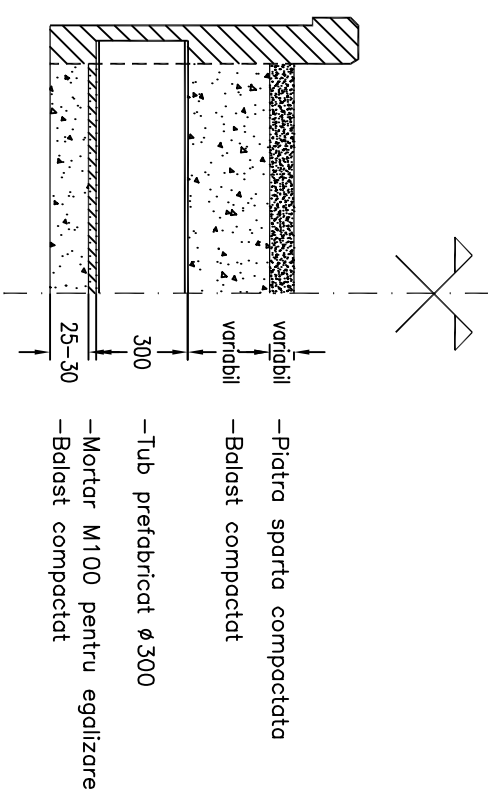 variabil
variabil
300
25-30
-Piatra sparta compactata
-Balast compactat
-Tub prefabricat ø300
-Mortar M100 pentru egalizare
-Balast compactat